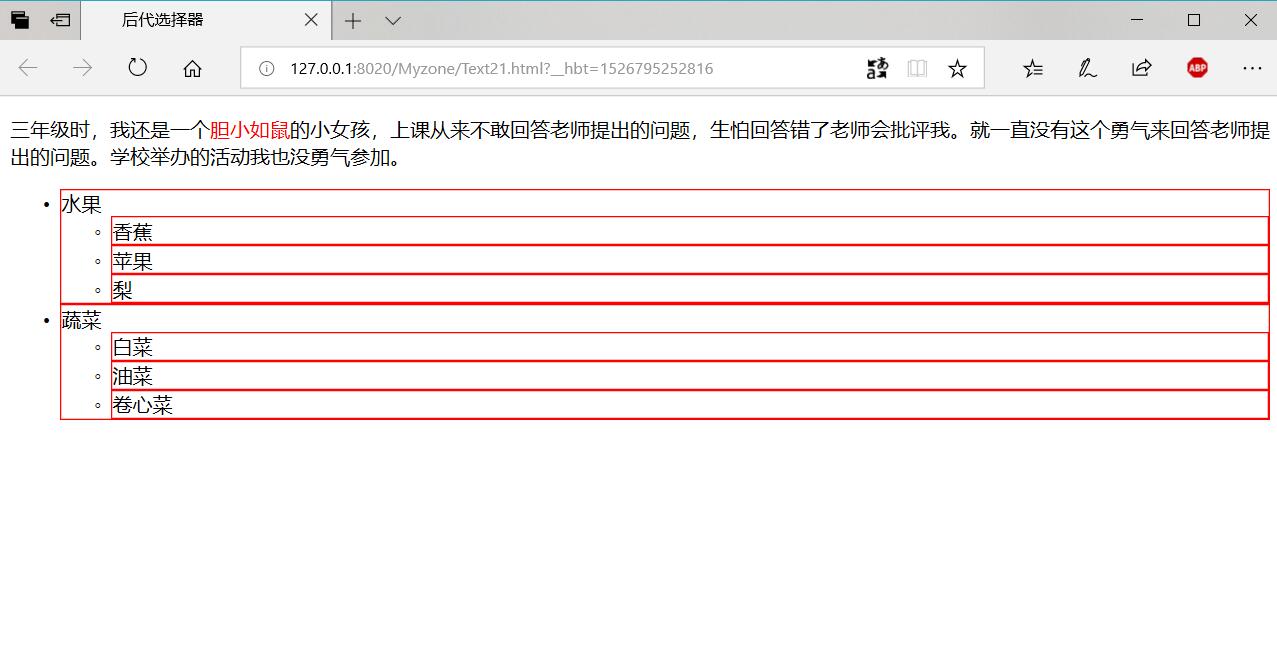 后代选择器
127.0.0.1:8020/Myzone/Text21.html?__hbt=1526795252816
ABP
三年级时，我还是一个胆小如鼠的小女孩，上课从来不敢回答老师提出的问题，生怕回答错了老师会批评我。就一直没有这个勇气来回答老师提
出的问题。学校举办的活动我也没勇气参加。
水果
香蕉
苹果
梨
蔬菜
白菜
油菜
卷心菜